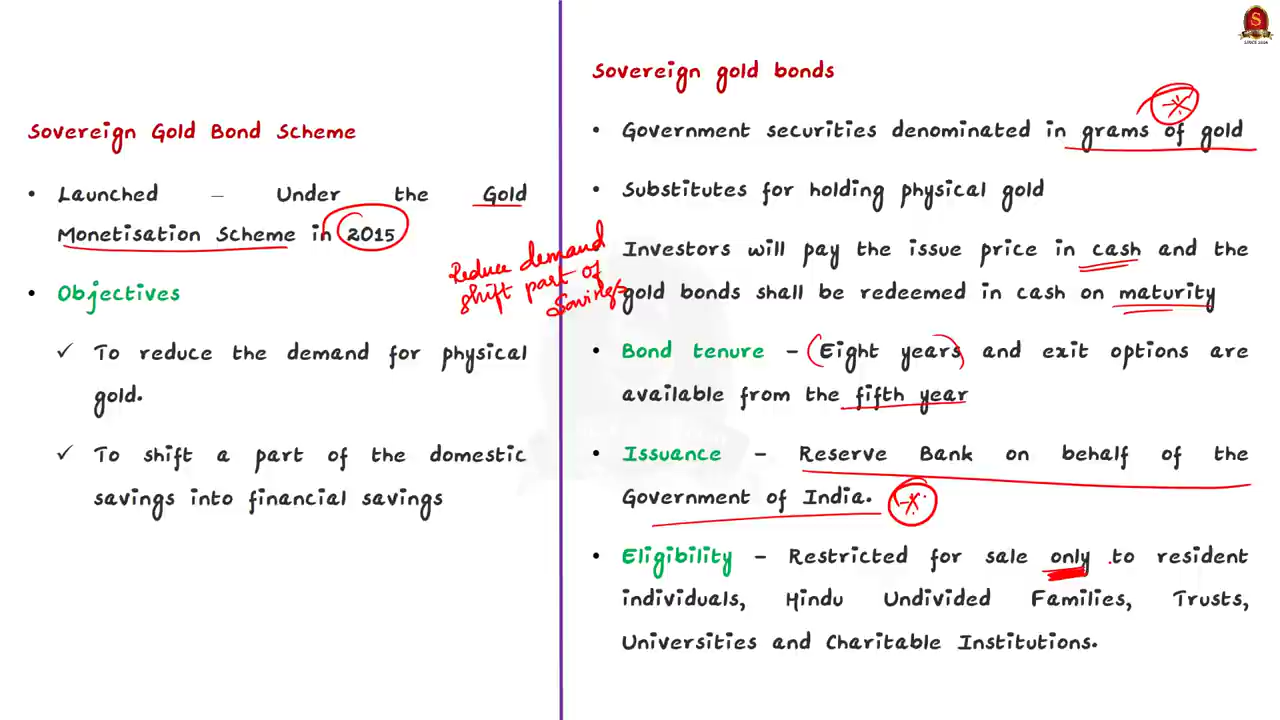 Sovereign Gold Bond Scheme
• Launched – Under the Gold
Monetisation Scheme in 2015
• Objectives
✓ To reduce the demand for physical
gold.
✓ To shift a part of the domestic
savings into financial savings
Reduce demand
shift part of
Savings
Sovereign gold bonds
• Government securities denominated in grams of gold
• Substitutes for holding physical gold
Investors will pay the issue price in cash and the
gold bonds shall be redeemed in cash on maturity
• Bond tenure – Eight years and exit options are
available from the fifth year
• Issuance – Reserve Bank on behalf of the
Government of India.
• Eligibility – Restricted for sale only to resident
individuals, Hindu Undivided Families, Trusts,
Universities and Charitable Institutions.